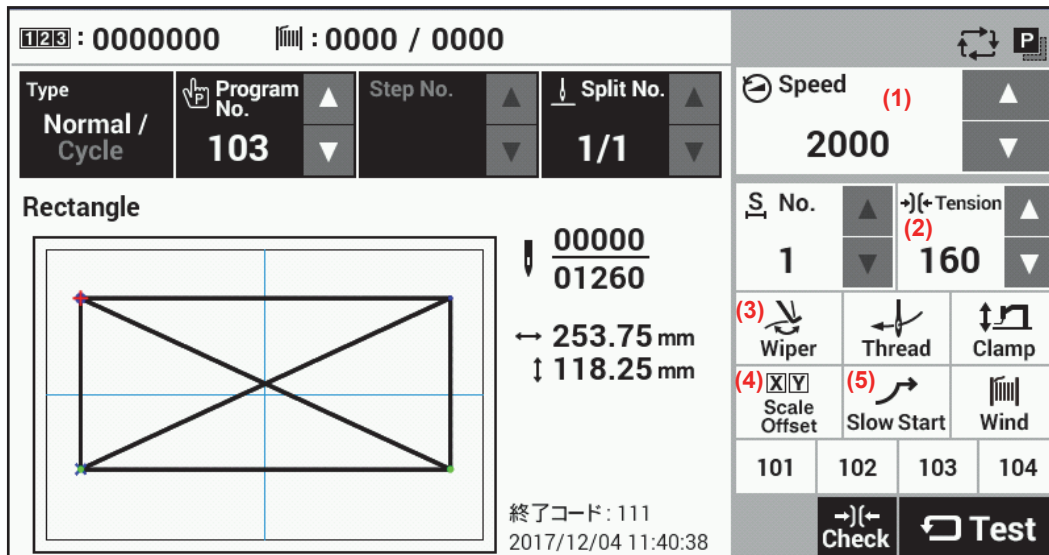 123 : 0000000 : 0000 / 0000
P
Type
Normal /
Cycle
P Program No.
103
Step No.
Split No.
1/1
Speed (1)
2000
Rectangle
00000
01260
253.75 mm
118.25 mm
S No.
1
Tension
(2)
160
(3) Wiper
Thread
Clamp
(4) X Y
Scale
Offset
(5) Slow Start
Wind
101 102 103 104
終了コード: 111
2017/12/04 11:40:38
Check
Test